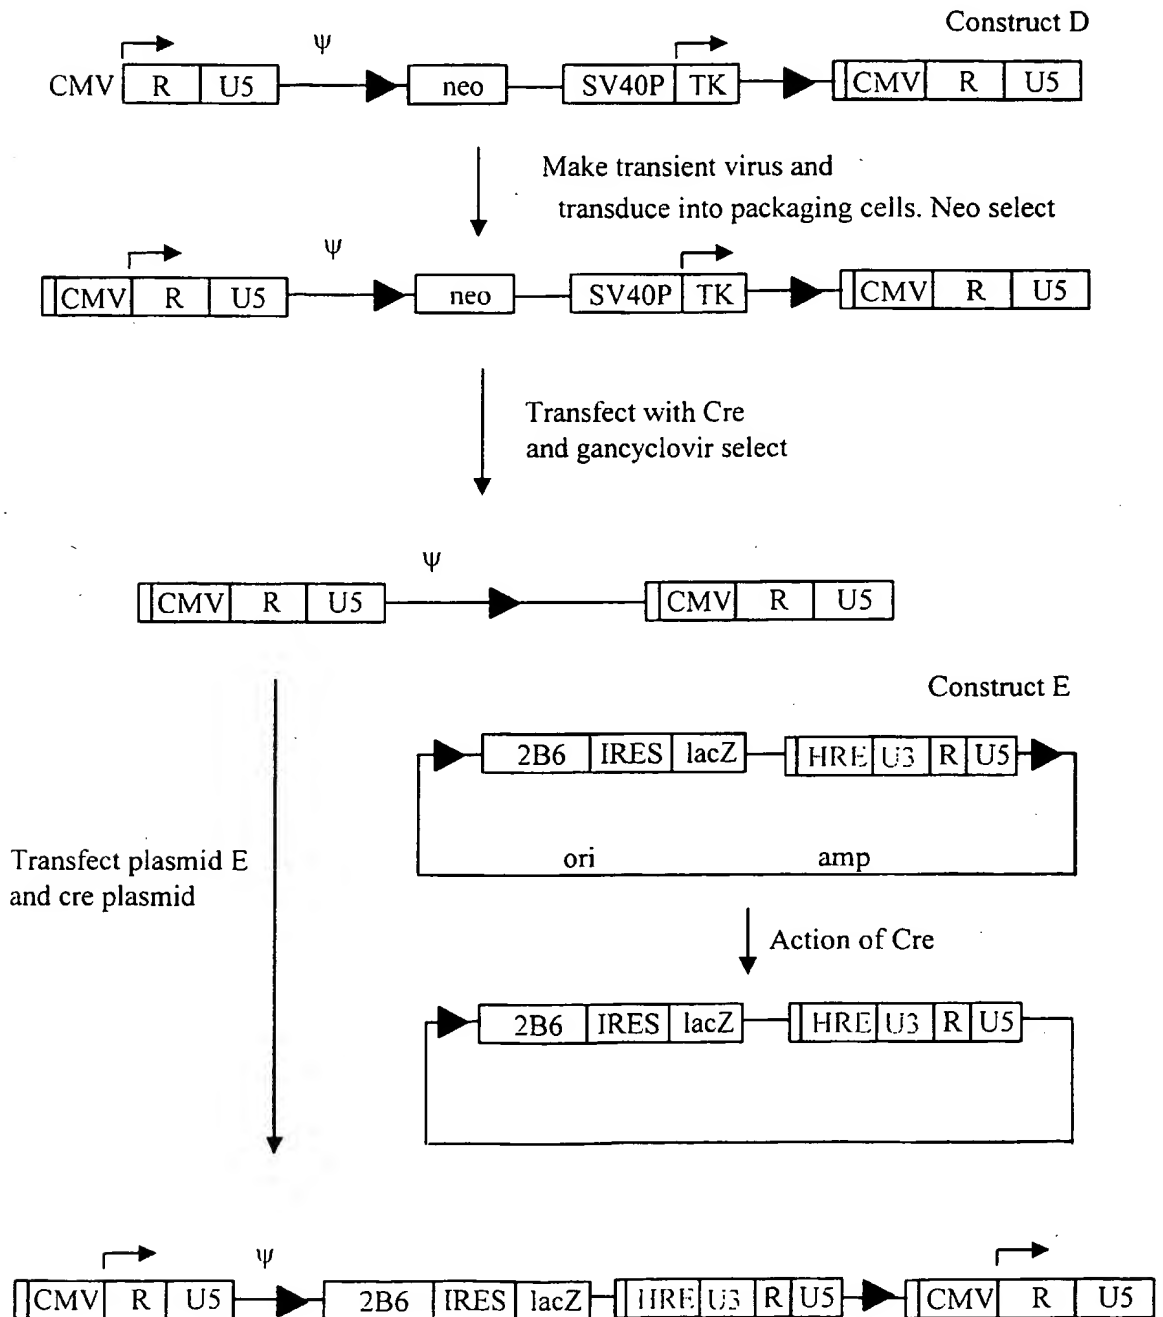 Construct D
ψ
CMV R U5 neo SV40P TK CMV R U5
Make transient virus and
transduce into packaging cells. Neo select
ψ
CMV R U5 neo SV40P TK CMV R U5
Transfect with Cre
and gancyclovir select
ψ
CMV R U5 CMV R U5
Construct E
2B6 IRES lacZ HRE U3 R U5
ori amp
Transfect plasmid E
and cre plasmid
Action of Cre
2B6 IRES lacZ HRE U3 R U5
ψ
CMV R U5 2B6 IRES lacZ HRE U3 R U5 CMV R U5